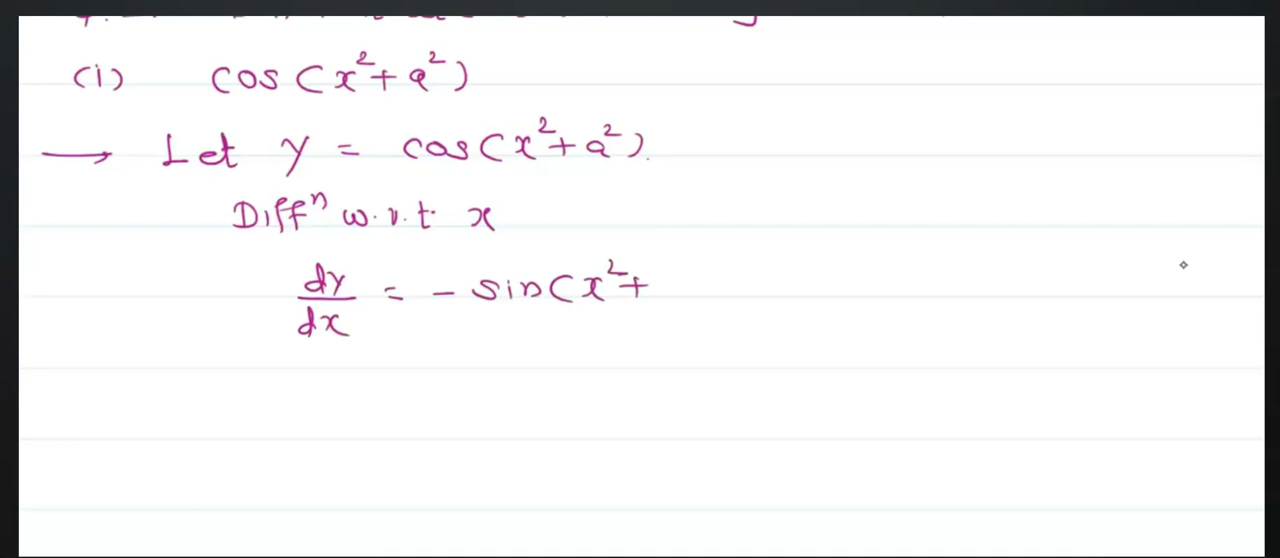 (i) cos(x²+a²)
⟶ Let y = cos(x²+a²).
Diffⁿ w.r.t. x
dy/dx = - sin(x²+